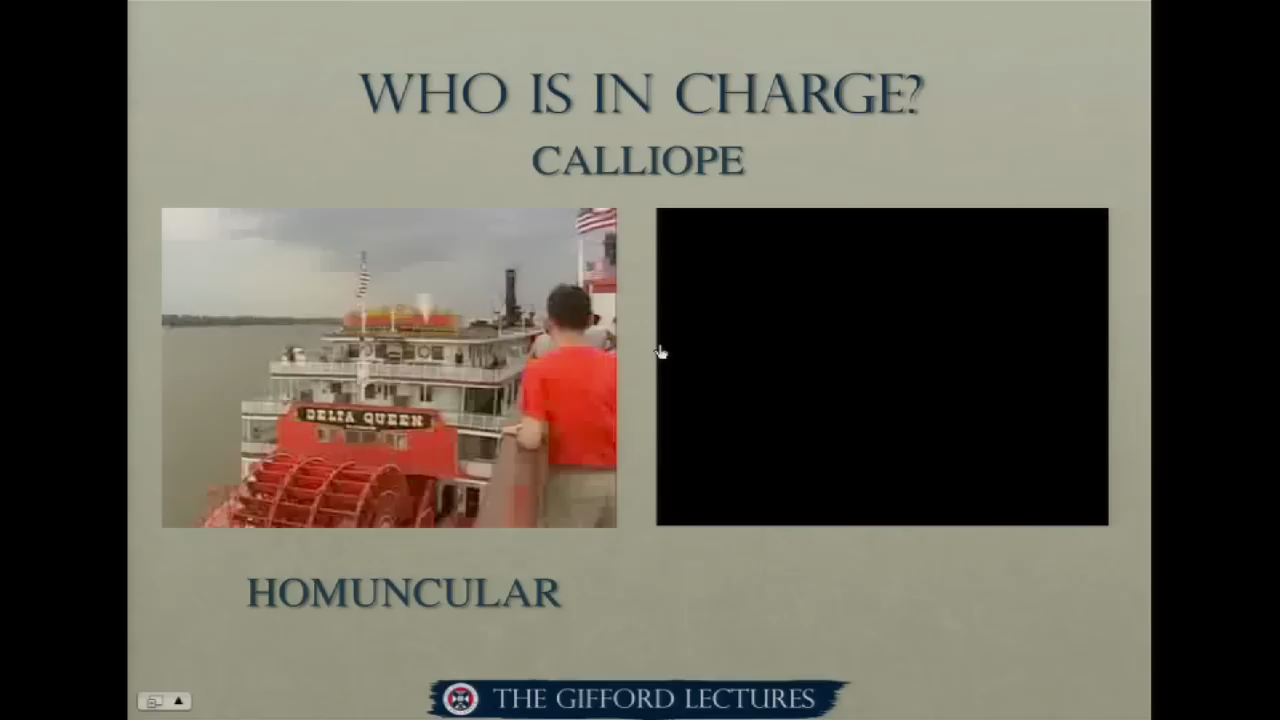 WHO IS IN CHARGE?
CALLIOPE
DELTA QUEEN
HOMUNCULAR
THE GIFFORD LECTURES